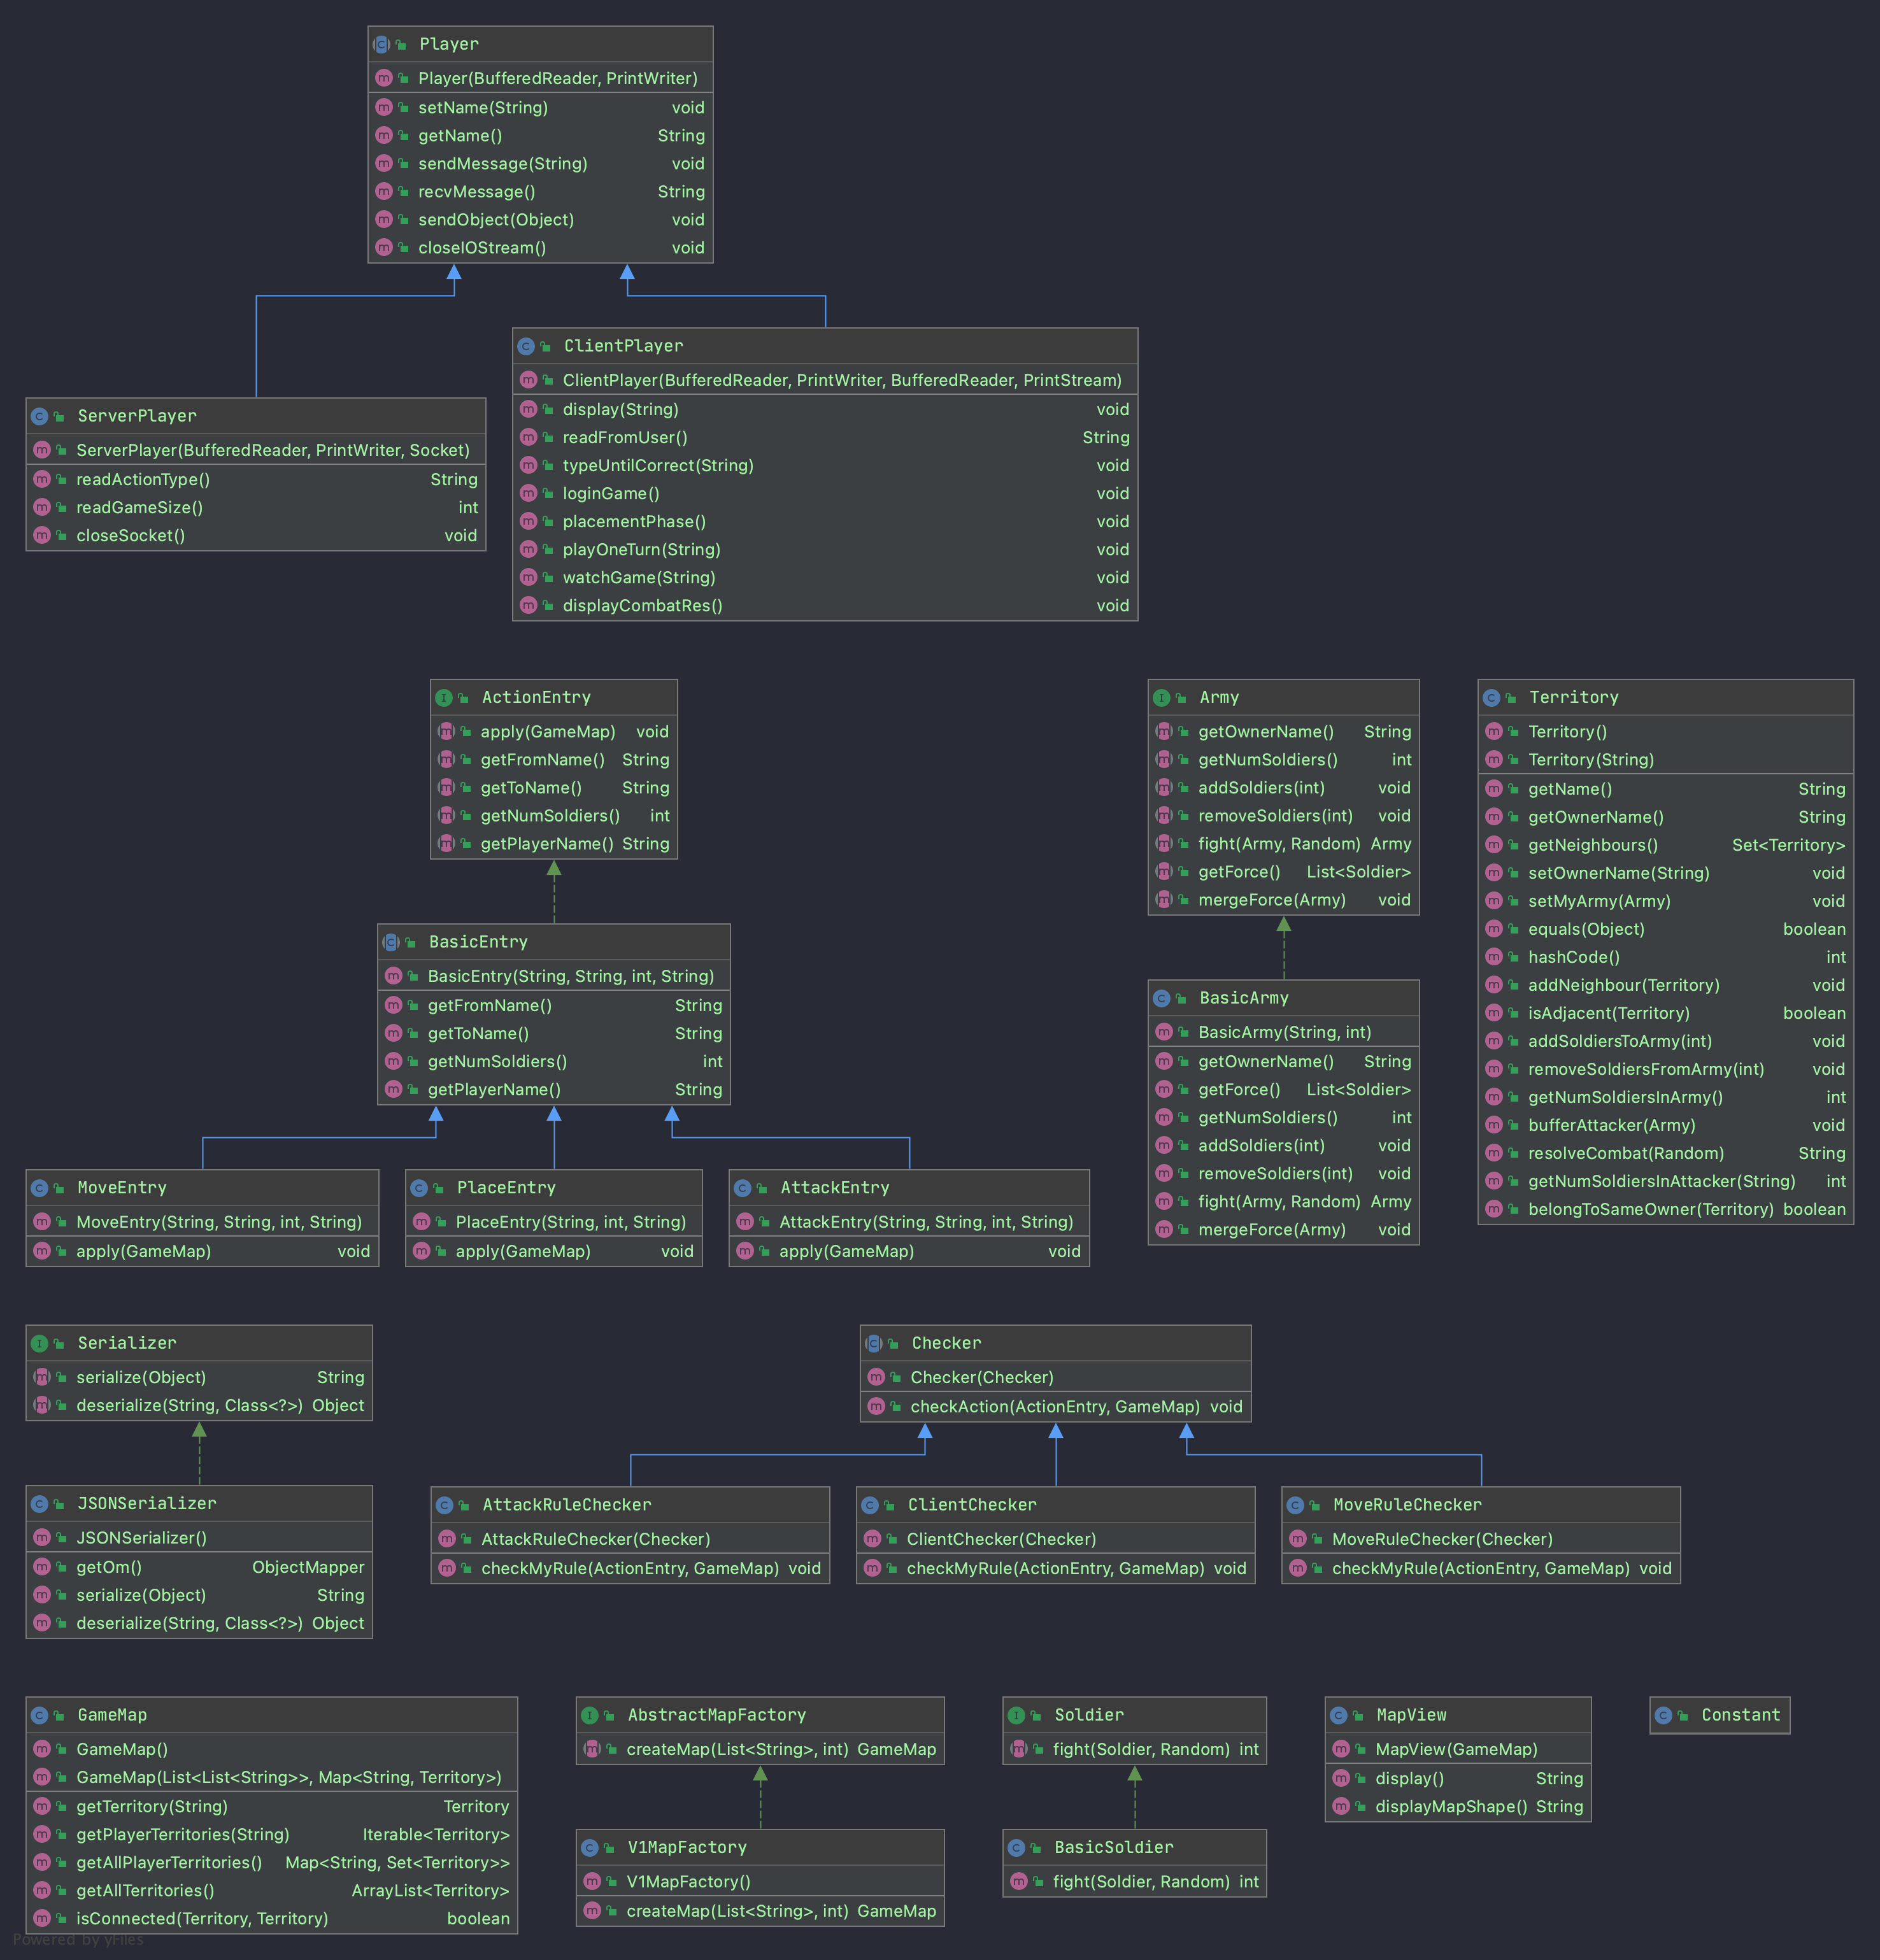 Player
Player(BufferedReader, PrintWriter)
setName(String) void
getName() String
sendMessage(String) void
recvMessage() String
sendObject(Object) void
closeIOStream() void
ClientPlayer
ClientPlayer(BufferedReader, PrintWriter, BufferedReader, PrintStream)
display(String) void
readFromUser() String
typeUntilCorrect(String) void
loginGame() void
placementPhase() void
playOneTurn(String) void
watchGame(String) void
displayCombatRes() void
ServerPlayer
ServerPlayer(BufferedReader, PrintWriter, Socket)
readActionType() String
readGameSize() int
closeSocket() void
ActionEntry
apply(GameMap) void
getFromName() String
getToName() String
getNumSoldiers() int
getPlayerName() String
BasicEntry
BasicEntry(String, String, int, String)
getFromName() String
getToName() String
getNumSoldiers() int
getPlayerName() String
MoveEntry
MoveEntry(String, String, int, String)
apply(GameMap) void
PlaceEntry
PlaceEntry(String, int, String)
apply(GameMap) void
AttackEntry
AttackEntry(String, String, int, String)
apply(GameMap) void
Army
getOwnerName() String
getNumSoldiers() int
addSoldiers(int) void
removeSoldiers(int) void
fight(Army, Random) Army
getForce() List<Soldier>
mergeForce(Army) void
BasicArmy
BasicArmy(String, int)
getOwnerName() String
getForce() List<Soldier>
getNumSoldiers() int
addSoldiers(int) void
removeSoldiers(int) void
fight(Army, Random) Army
mergeForce(Army) void
Territory
Territory()
Territory(String)
getName() String
getOwnerName() String
getNeighbours() Set<Territory>
setOwnerName(String) void
setMyArmy(Army) void
equals(Object) boolean
hashCode() int
addNeighbour(Territory) void
isAdjacent(Territory) boolean
addSoldiersToArmy(int) void
removeSoldiersFromArmy(int) void
getNumSoldiersInArmy() int
bufferAttacker(Army) void
resolveCombat(Random) String
getNumSoldiersInAttacker(String) int
belongToSameOwner(Territory) boolean
Serializer
serialize(Object) String
deserialize(String, Class<?>) Object
JSONSerializer
JSONSerializer()
getOm() ObjectMapper
serialize(Object) String
deserialize(String, Class<?>) Object
Checker
Checker(Checker)
checkAction(ActionEntry, GameMap) void
AttackRuleChecker
AttackRuleChecker(Checker)
checkMyRule(ActionEntry, GameMap) void
ClientChecker
ClientChecker(Checker)
checkMyRule(ActionEntry, GameMap) void
MoveRuleChecker
MoveRuleChecker(Checker)
checkMyRule(ActionEntry, GameMap) void
GameMap
GameMap()
GameMap(List<List<String>>, Map<String, Territory>)
getTerritory(String) Territory
getPlayerTerritories(String) Iterable<Territory>
getAllPlayerTerritories() Map<String, Set<Territory>>
getAllTerritories() ArrayList<Territory>
isConnected(Territory, Territory) boolean
AbstractMapFactory
createMap(List<String>, int) GameMap
V1MapFactory
V1MapFactory()
createMap(List<String>, int) GameMap
Soldier
fight(Soldier, Random) int
BasicSoldier
fight(Soldier, Random) int
MapView
MapView(GameMap)
display() String
displayMapShape() String
Constant
Powered by yFiles